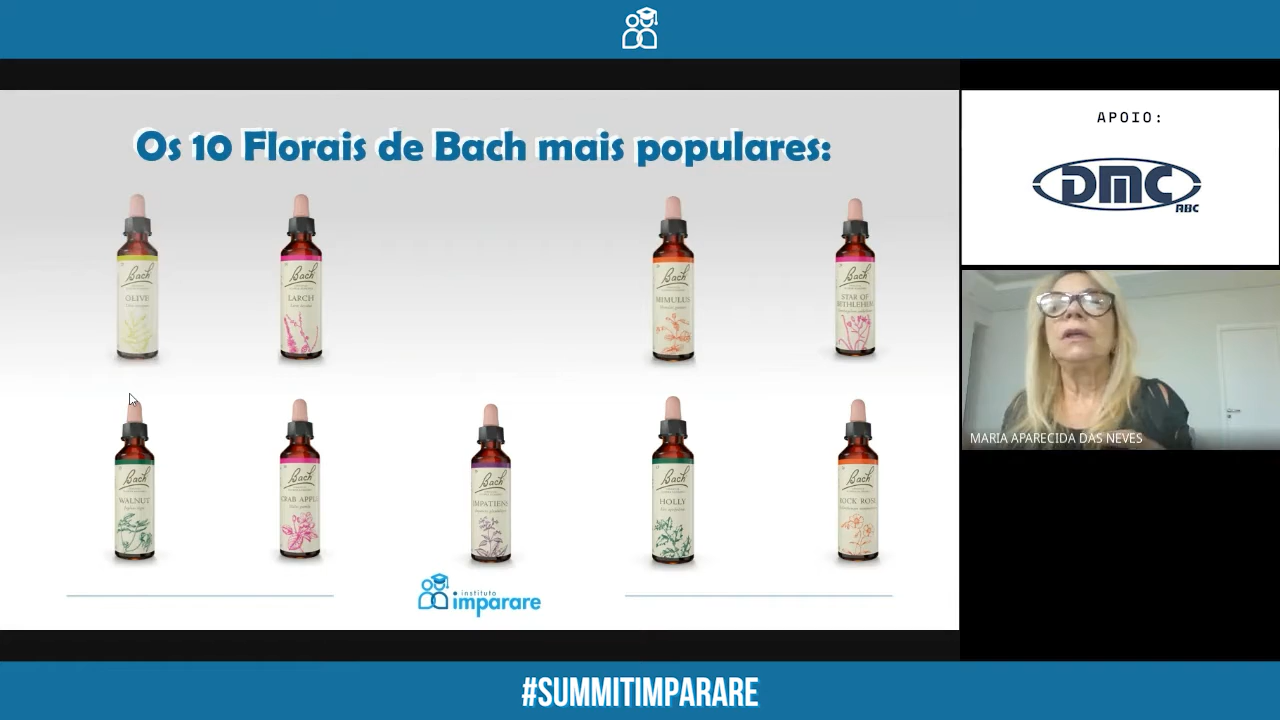 Os 10 Florais de Bach mais populares:
APOIO:
DMC
ABC
Bach
OLIVE
Bach
LARCH
Bach
MIMULUS
Bach
STAR OF
BETHLEHEM
MARIA APARECIDA DAS NEVES
Bach
WALNUT
Bach
CRAB APPLE
Bach
IMPATIENS
Bach
HOLLY
Bach
ROCK ROSE
instituto
imparare
#SUMMITIMPARARE